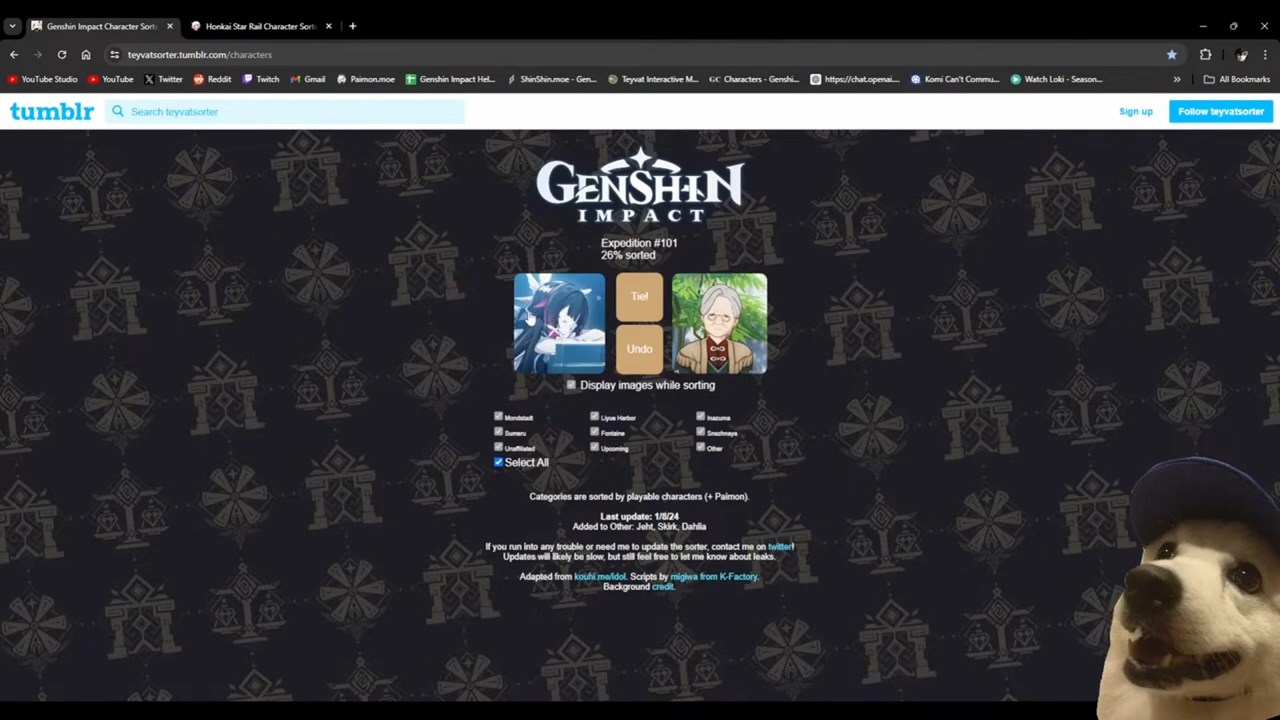 Genshin Impact Character Sort
Honkai Star Rail Character Sort
teyvatsorter.tumblr.com/characters
YouTube Studio
YouTube
Twitter
Reddit
Twitch
Gmail
Paimon.moe
Genshin Impact Hel...
ShinShin.moe - Gen...
Teyvat Interactive M...
GC Characters - Genshi...
https://chat.openai....
Komi Can't Commu...
Watch Loki - Season...
»
All Bookmarks
tumblr
Search teyvatsorter
Sign up
Follow teyvatsorter
GENSHIN
IMPACT
Expedition #101
26% sorted
Tie!
Undo
Display images while sorting
Mondstadt
Liyue Harbor
Inazuma
Sumeru
Fontaine
Snezhnaya
Unaffiliated
Upcoming
Other
Select All
Categories are sorted by playable characters (+ Paimon).
Last update: 1/8/24
Added to Other: Jeht, Skirk, Dahlia
If you run into any trouble or need me to update the sorter, contact me on twitter!
Updates will likely be slow, but still feel free to let me know about leaks.
Adapted from kouhi.me/idol. Scripts by migiwa from K-Factory.
Background credit.